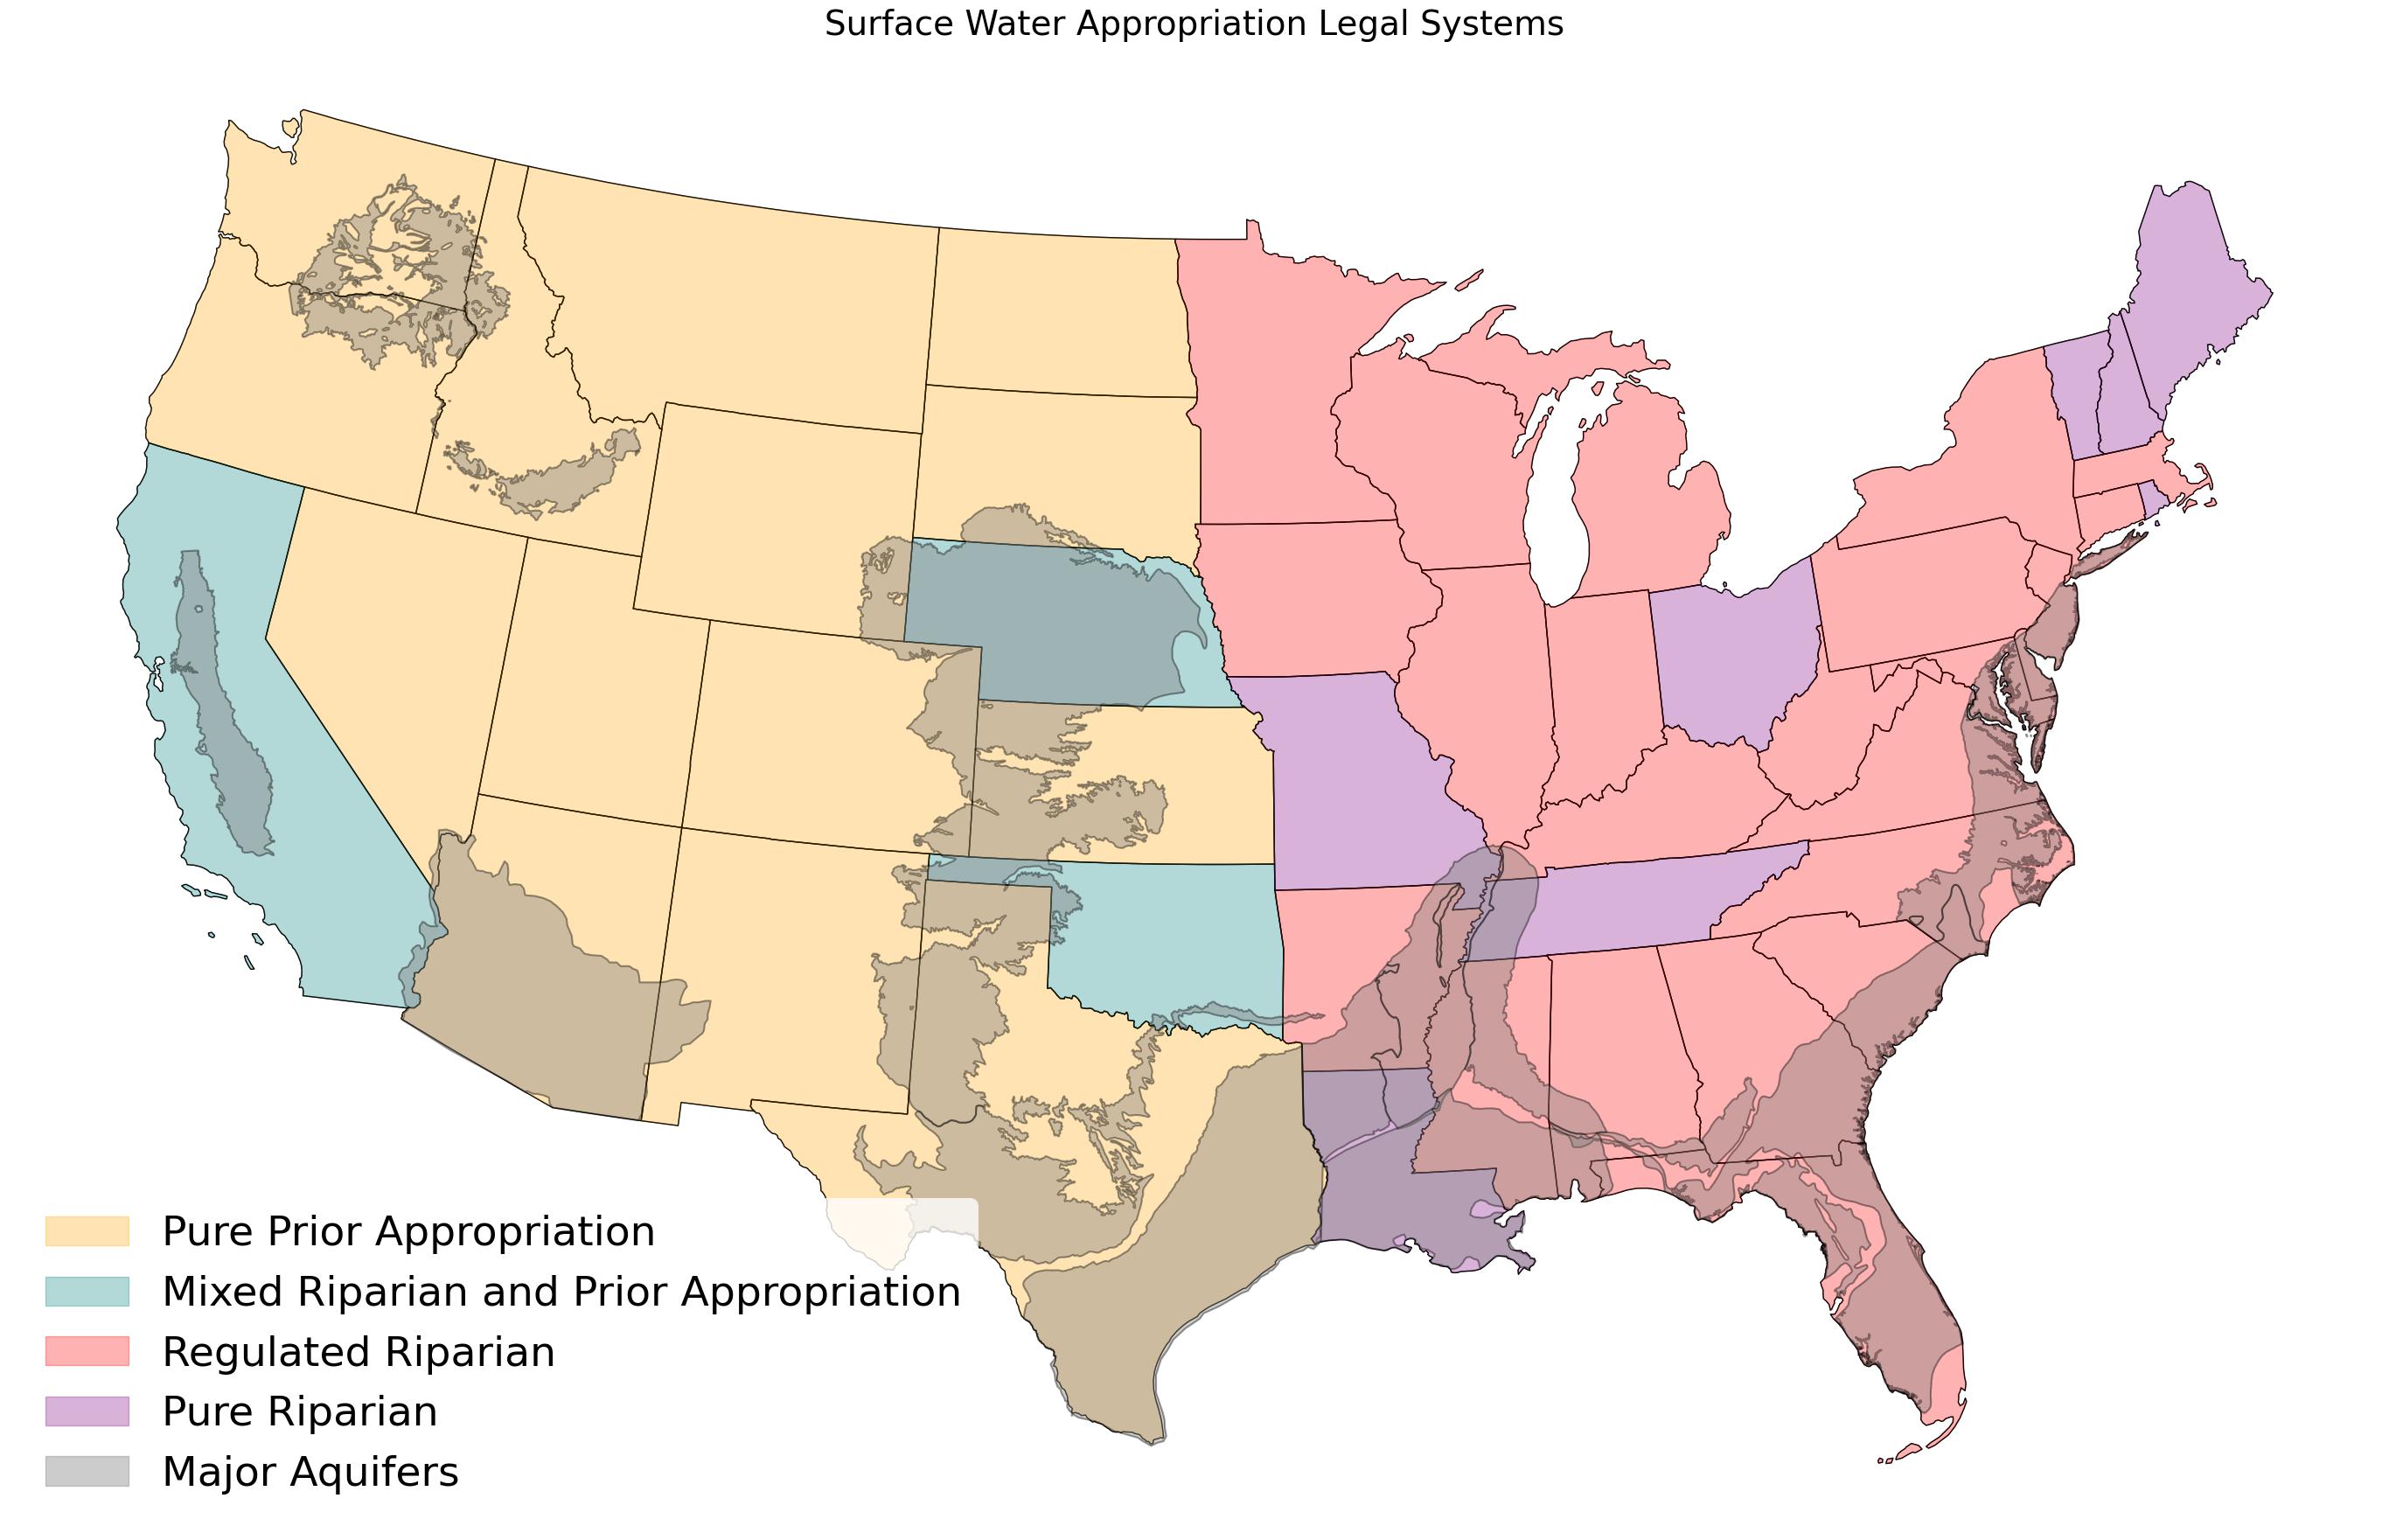 Surface Water Appropriation Legal Systems
Pure Prior Appropriation
Mixed Riparian and Prior Appropriation
Regulated Riparian
Pure Riparian
Major Aquifers